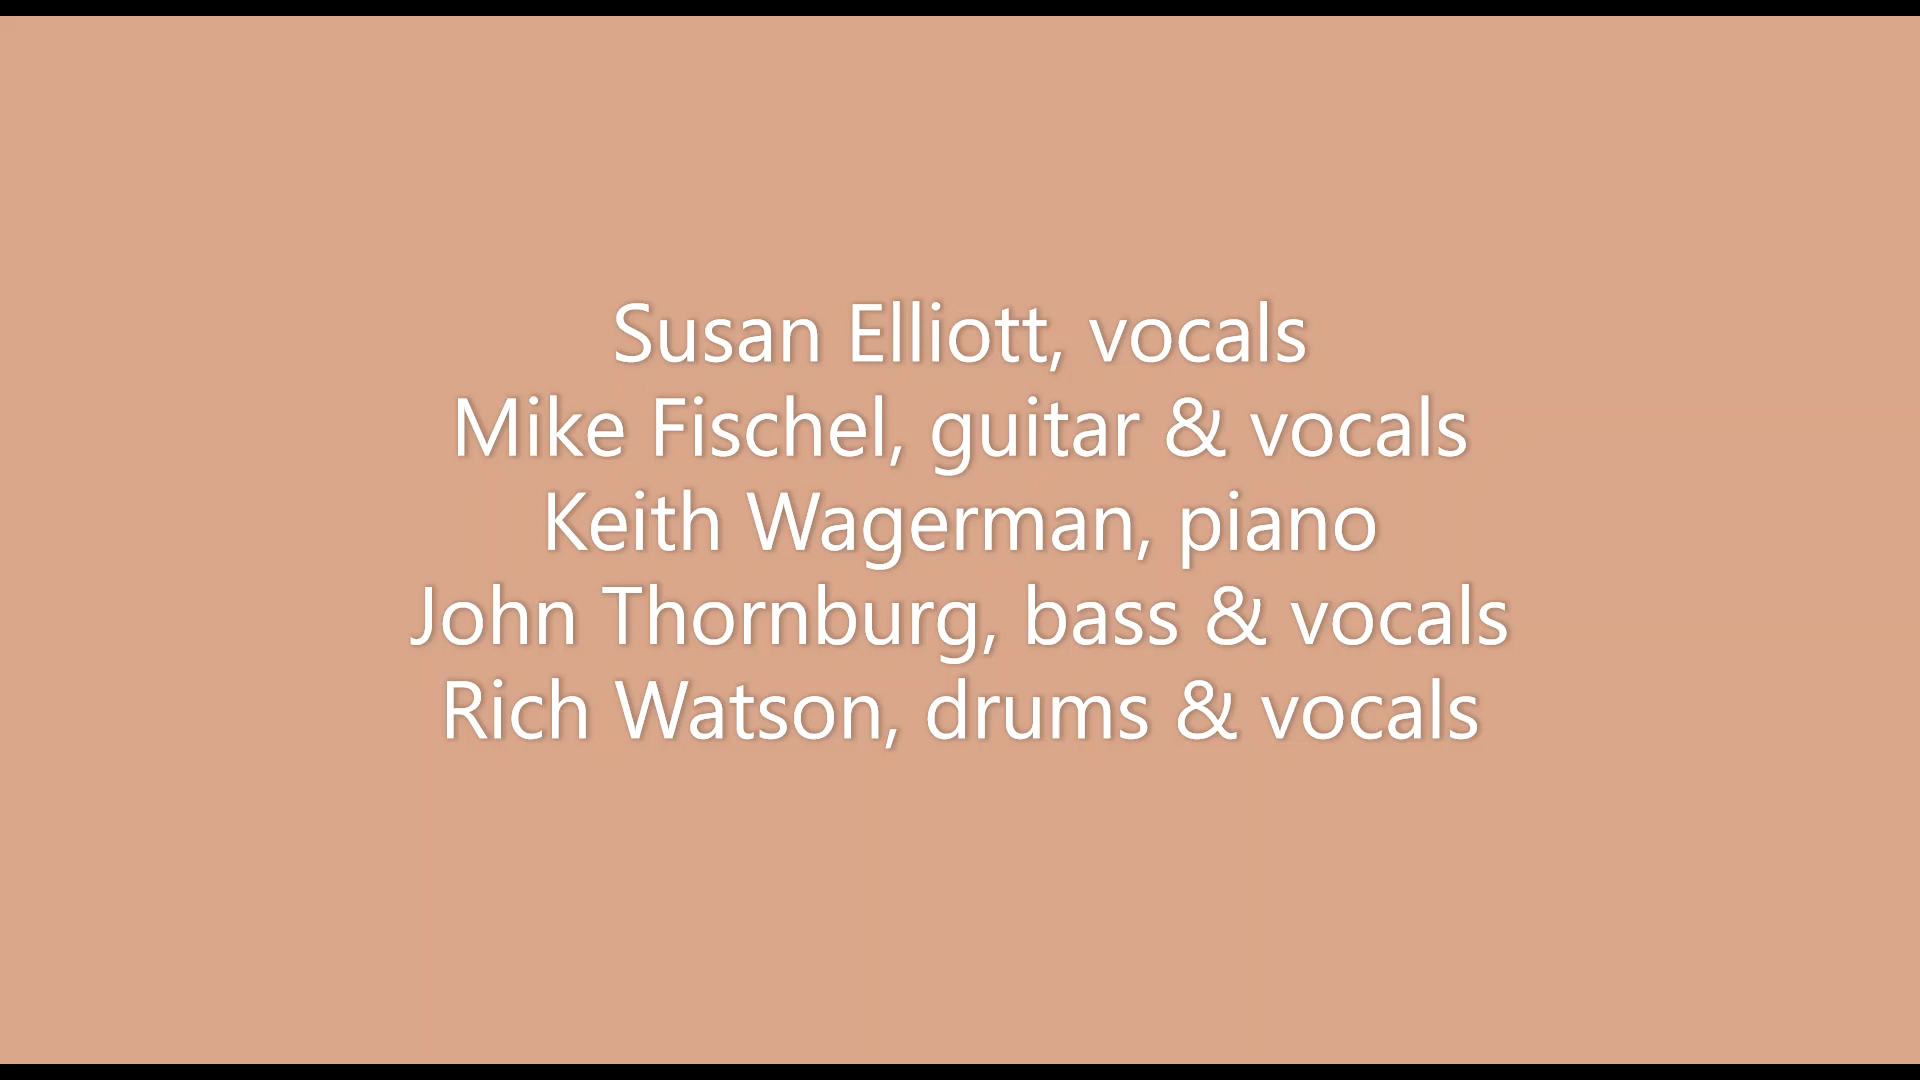 Susan Elliott, vocals
Mike Fischel, guitar & vocals
Keith Wagerman, piano
John Thornburg, bass & vocals
Rich Watson, drums & vocals